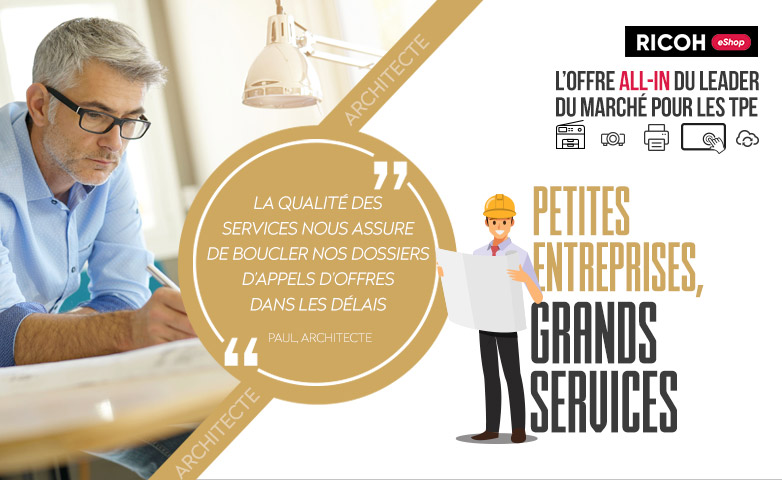 RICOH eShop
L'OFFRE ALL-IN DU LEADER
DU MARCHÉ POUR LES TPE
ARCHITECTE
”
LA QUALITÉ DES
SERVICES NOUS ASSURE
DE BOUCLER NOS DOSSIERS
D'APPELS D'OFFRES
DANS LES DÉLAIS
PAUL, ARCHITECTE
“
ARCHITECTE
PETITES
ENTREPRISES,
GRANDS
SERVICES